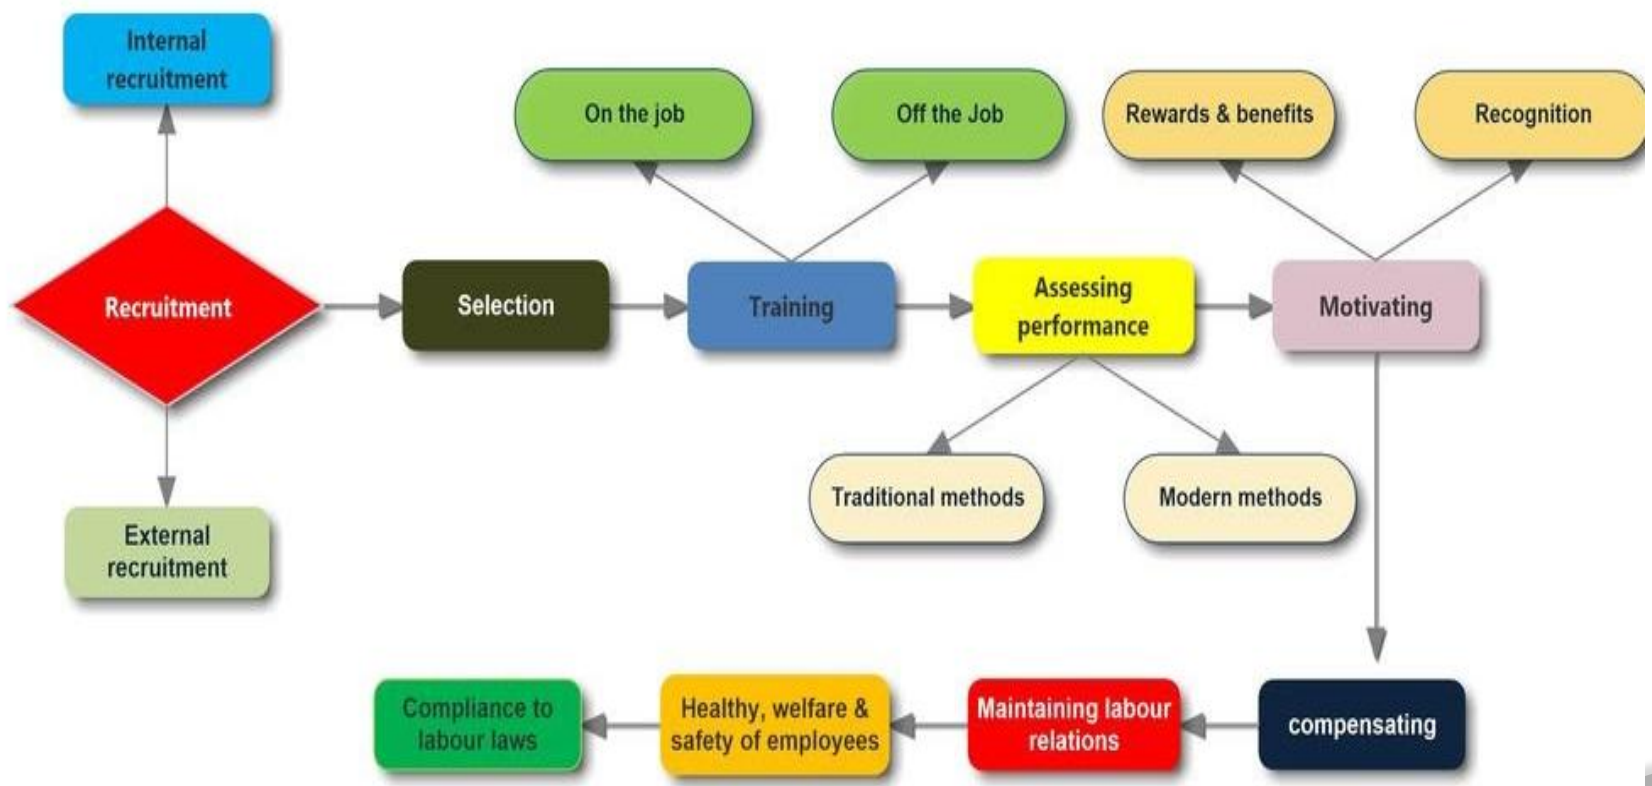 Internal
recruitment
On the job
Off the Job
Rewards & benefits
Recognition
Recruitment
Selection
Training
Assessing
performance
Motivating
Traditional methods
Modern methods
External
recruitment
Compliance to
labour laws
Healthy, welfare &
safety of employees
Maintaining labour
relations
compensating